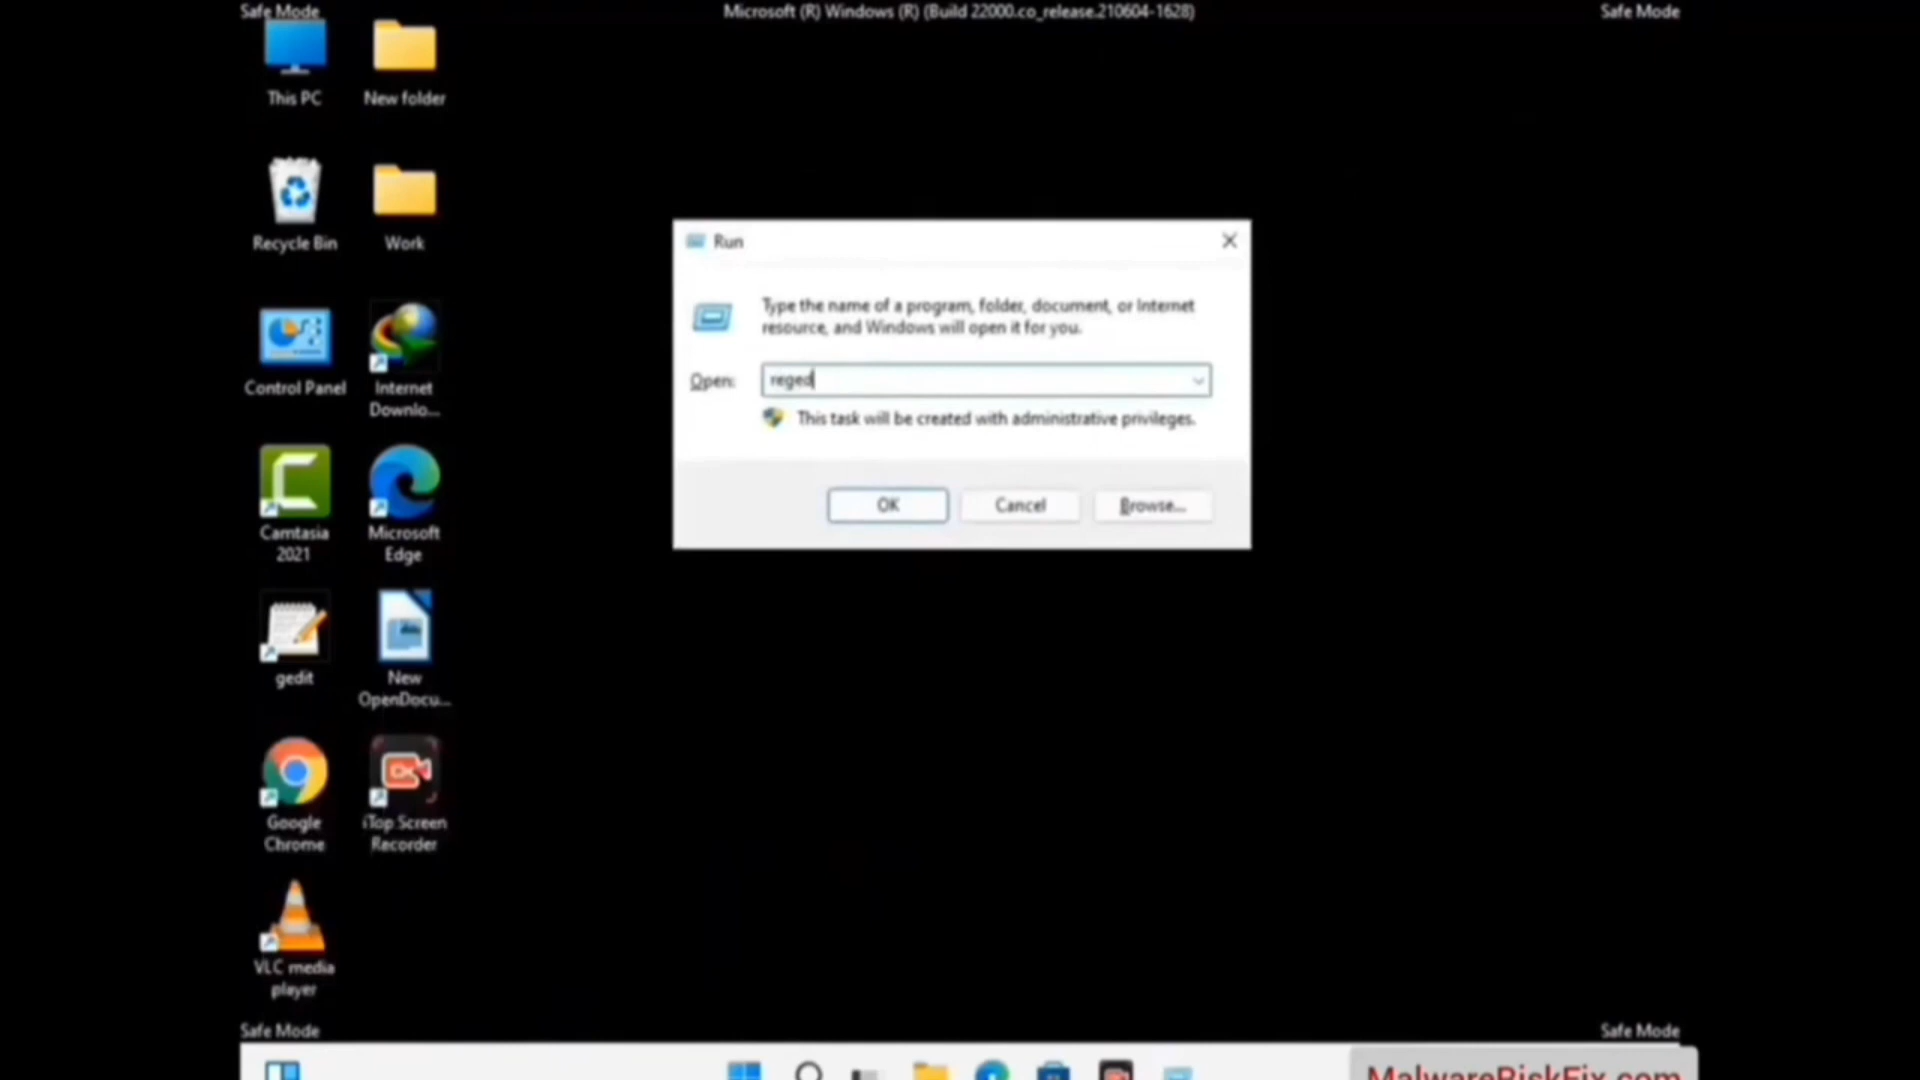 Safe Mode
Microsoft (R) Windows (R) (Build 22000.co_release.210604-1628)
Safe Mode
This PC
New folder
Recycle Bin
Work
Control Panel
Internet
Downlo...
Camtasia
2021
Microsoft
Edge
gedit
New
OpenDocu...
Google
Chrome
iTop Screen
Recorder
VLC media
player
Run
Type the name of a program, folder, document, or Internet
resource, and Windows will open it for you.
Open:
reged
This task will be created with administrative privileges.
OK
Cancel
Browse...
Safe Mode
Safe Mode
MalwareRiskFix.com